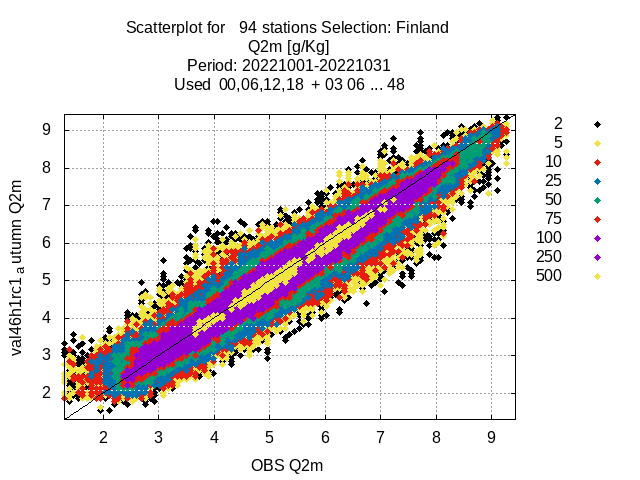 Scatterplot for 94 stations Selection: Finland
Q2m [g/Kg]
Period: 20221001-20221031
Used 00,06,12,18 + 03 06 ... 48
val46h1rc1 a utumn Q2m
9
8
7
6
5
4
3
2
2 3 4 5 6 7 8 9
OBS Q2m
2
5
10
25
50
75
100
250
500